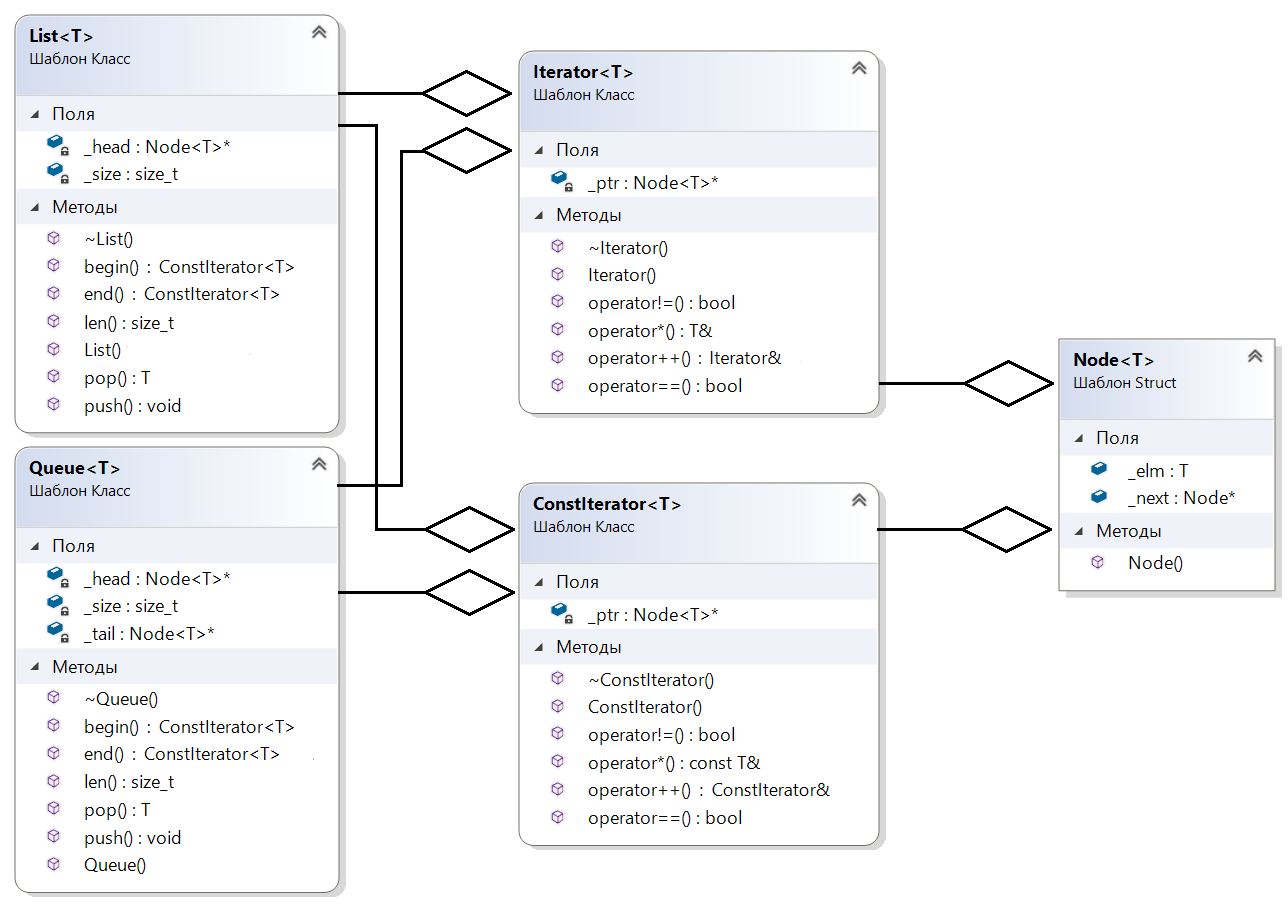 List<T>
Шаблон Класс
Поля
_head : Node<T>*
_size : size_t
Методы
~List()
begin() : ConstIterator<T>
end() : ConstIterator<T>
len() : size_t
List()
pop() : T
push() : void
Queue<T>
Шаблон Класс
Поля
_head : Node<T>*
_size : size_t
_tail : Node<T>*
Методы
~Queue()
begin() : ConstIterator<T>
end() : ConstIterator<T>
len() : size_t
pop() : T
push() : void
Queue()
Iterator<T>
Шаблон Класс
Поля
_ptr : Node<T>*
Методы
~Iterator()
Iterator()
operator!=() : bool
operator*() : T&
operator++() : Iterator&
operator==() : bool
ConstIterator<T>
Шаблон Класс
Поля
_ptr : Node<T>*
Методы
~ConstIterator()
ConstIterator()
operator!=() : bool
operator*() : const T&
operator++() : ConstIterator&
operator==() : bool
Node<T>
Шаблон Struct
Поля
_elm : T
_next : Node*
Методы
Node()